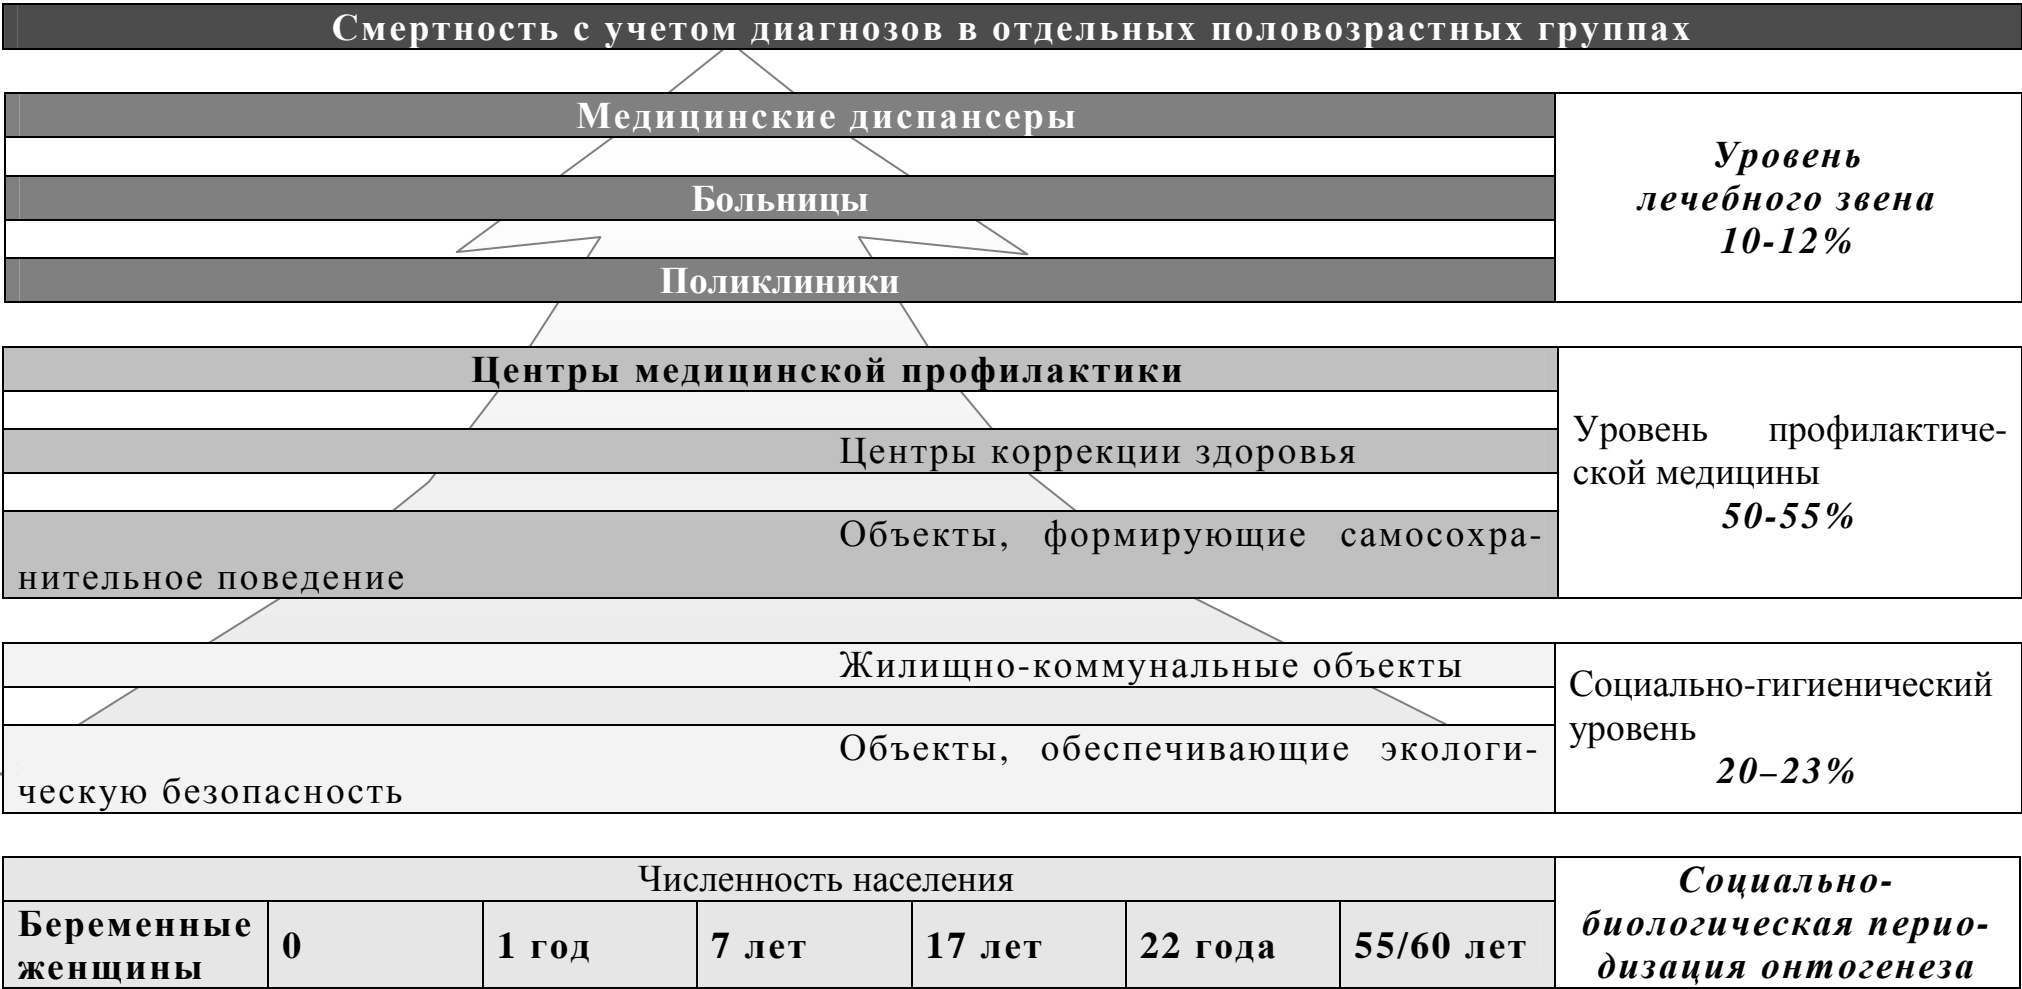 Смертность с учетом диагнозов в отдельных половозрастных группах
Медицинские диспансеры
Больницы
Поликлиники
Уровень
лечебного звена
10-12%
Центры медицинской профилактики
Центры коррекции здоровья
Объекты, формирующие самосохра-
нительное поведение
Уровень профилактиче-
ской медицины
50-55%
Жилищно-коммунальные объекты
Объекты, обеспечивающие экологи-
ческую безопасность
Социально-гигиенический
уровень
20–23%
Численность населения
Беременные
женщины
0
1 год
7 лет
17 лет
22 года
55/60 лет
Социально-
биологическая перио-
дизация онтогенеза